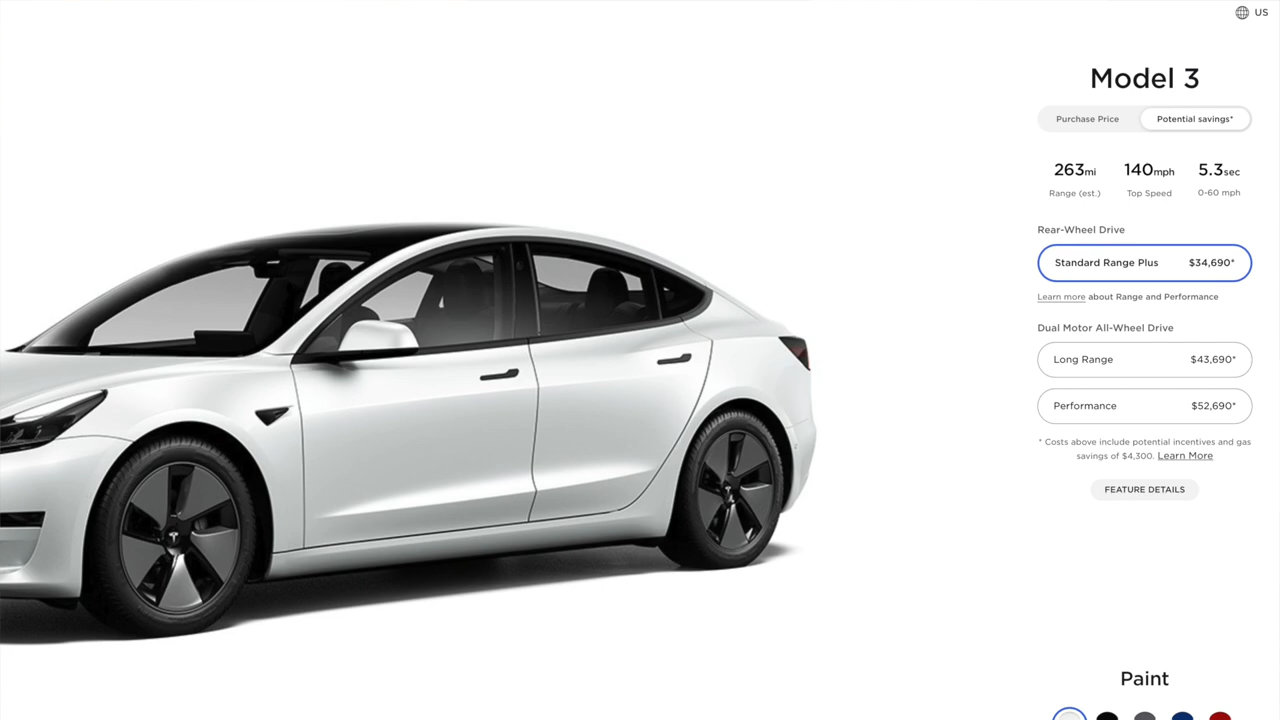 US
Model 3
Purchase Price Potential savings*
263mi 140mph 5.3sec
Range (est.) Top Speed 0-60 mph
Rear-Wheel Drive
Standard Range Plus $34,690*
Learn more about Range and Performance
Dual Motor All-Wheel Drive
Long Range $43,690*
Performance $52,690*
* Costs above include potential incentives and gas
savings of $4,300. Learn More
FEATURE DETAILS
Paint